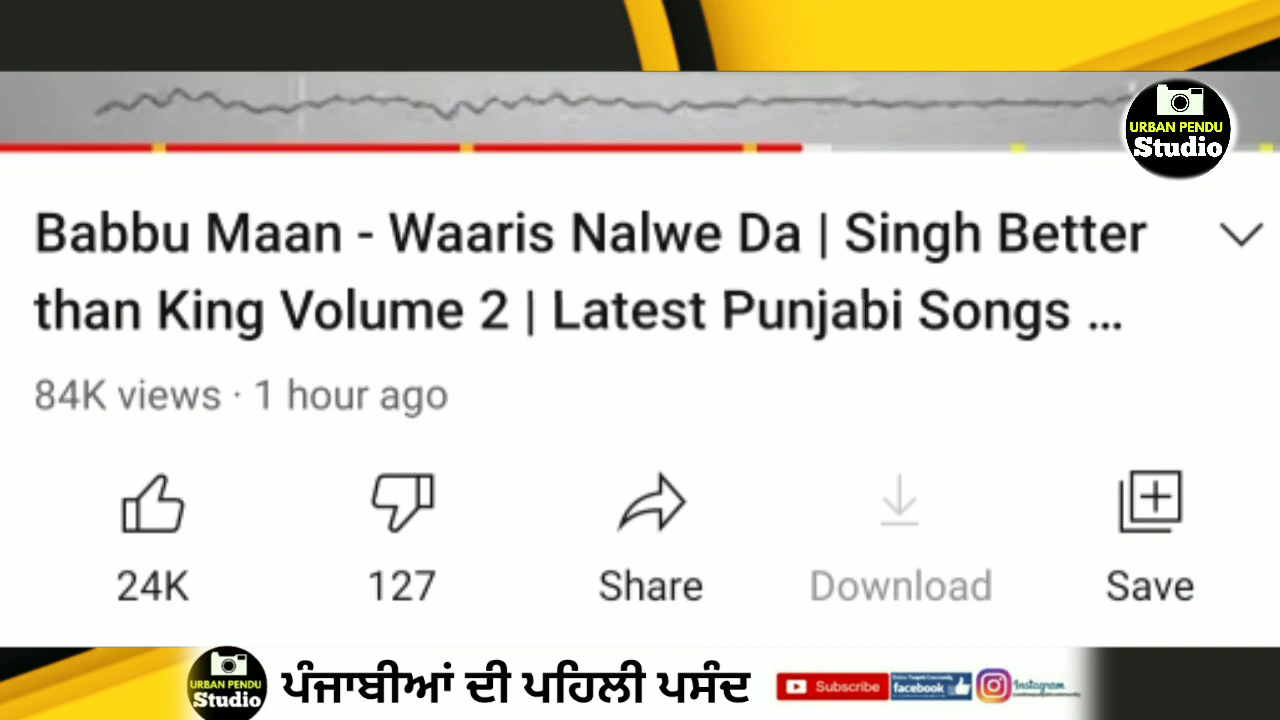 URBAN PENDU
Studio
Babbu Maan - Waaris Nalwe Da | Singh Better
than King Volume 2 | Latest Punjabi Songs ...
84K views · 1 hour ago
24K 127 Share Download Save
URBAN PENDU
Studio
ਪੰਜਾਬੀਆਂ ਦੀ ਪਹਿਲੀ ਪਸੰਦ
Subscribe facebook Instagram